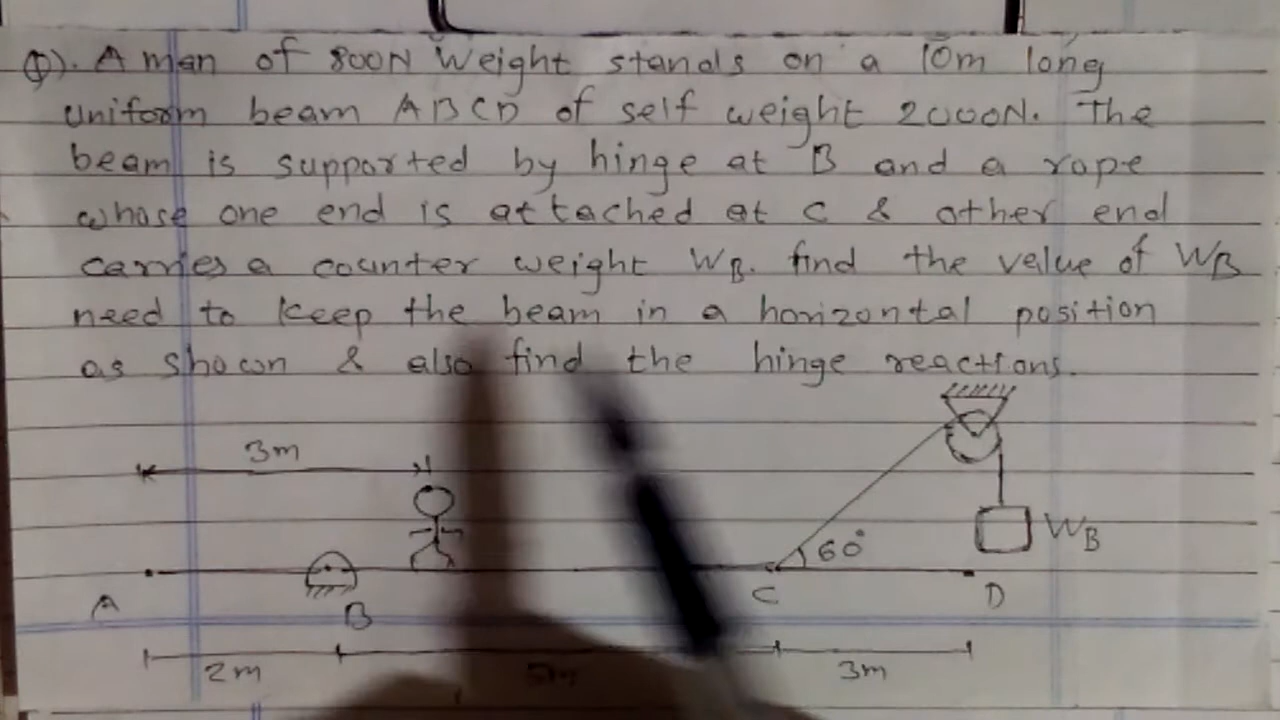 Q). A man of 800N Weight stands on a 10m long
uniform beam ABCD of self weight 2000N. The
beam is supported by hinge at B and a rope
whose one end is attached at C & other end
carries a counter weight WB. find the value of WB
need to keep the beam in a horizontal position
as shown & also find the hinge reactions.
3m
60°
WB
A
B
C
D
2m
5m
3m